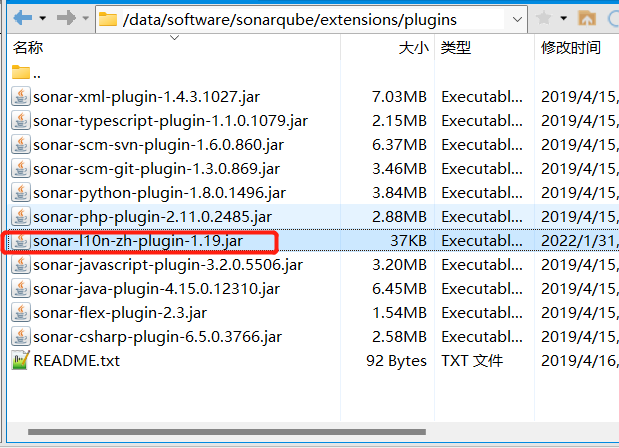 /data/software/sonarqube/extensions/plugins
名称 大小 类型 修改时间
..
sonar-xml-plugin-1.4.3.1027.jar 7.03MB Executabl... 2019/4/15,
sonar-typescript-plugin-1.1.0.1079.jar 2.15MB Executabl... 2019/4/15,
sonar-scm-svn-plugin-1.6.0.860.jar 6.37MB Executabl... 2019/4/15,
sonar-scm-git-plugin-1.3.0.869.jar 3.46MB Executabl... 2019/4/15,
sonar-python-plugin-1.8.0.1496.jar 3.84MB Executabl... 2019/4/15,
sonar-php-plugin-2.11.0.2485.jar 2.88MB Executabl... 2019/4/15,
sonar-l10n-zh-plugin-1.19.jar 37KB Executabl... 2022/1/31,
sonar-javascript-plugin-3.2.0.5506.jar 3.20MB Executabl... 2019/4/15,
sonar-java-plugin-4.15.0.12310.jar 6.45MB Executabl... 2019/4/15,
sonar-flex-plugin-2.3.jar 1.54MB Executabl... 2019/4/15,
sonar-csharp-plugin-6.5.0.3766.jar 2.58MB Executabl... 2019/4/15,
README.txt 92 Bytes TXT 文件 2019/4/16,